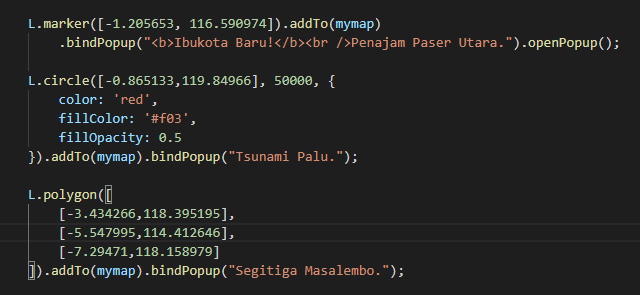 L.marker([-1.205653, 116.590974]).addTo(mymap)
.bindPopup("<b>Ibukota Baru!</b><br />Penajam Paser Utara.").openPopup();
L.circle([-0.865133,119.84966], 50000, {
color: 'red',
fillColor: '#f03',
fillOpacity: 0.5
}).addTo(mymap).bindPopup("Tsunami Palu.");
L.polygon([
[-3.434266,118.395195],
[-5.547995,114.412646],
[-7.29471,118.158979]
]).addTo(mymap).bindPopup("Segitiga Masalembo.");